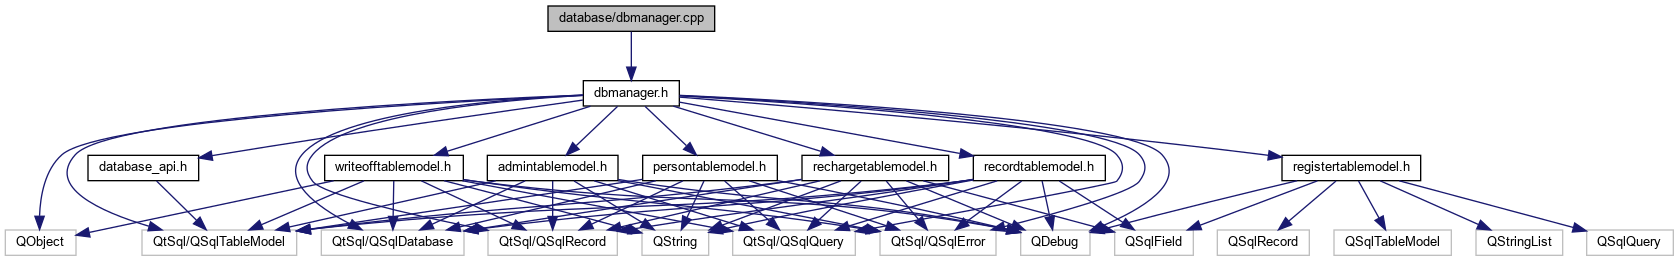 database/dbmanager.cpp
dbmanager.h
database_api.h
writeofftablemodel.h
admintablemodel.h
persontablemodel.h
rechargetablemodel.h
recordtablemodel.h
registertablemodel.h
QObject
QtSql/QSqlTableModel
QtSql/QSqlDatabase
QtSql/QSqlRecord
QString
QtSql/QSqlQuery
QtSql/QSqlError
QDebug
QSqlField
QSqlRecord
QSqlTableModel
QStringList
QSqlQuery